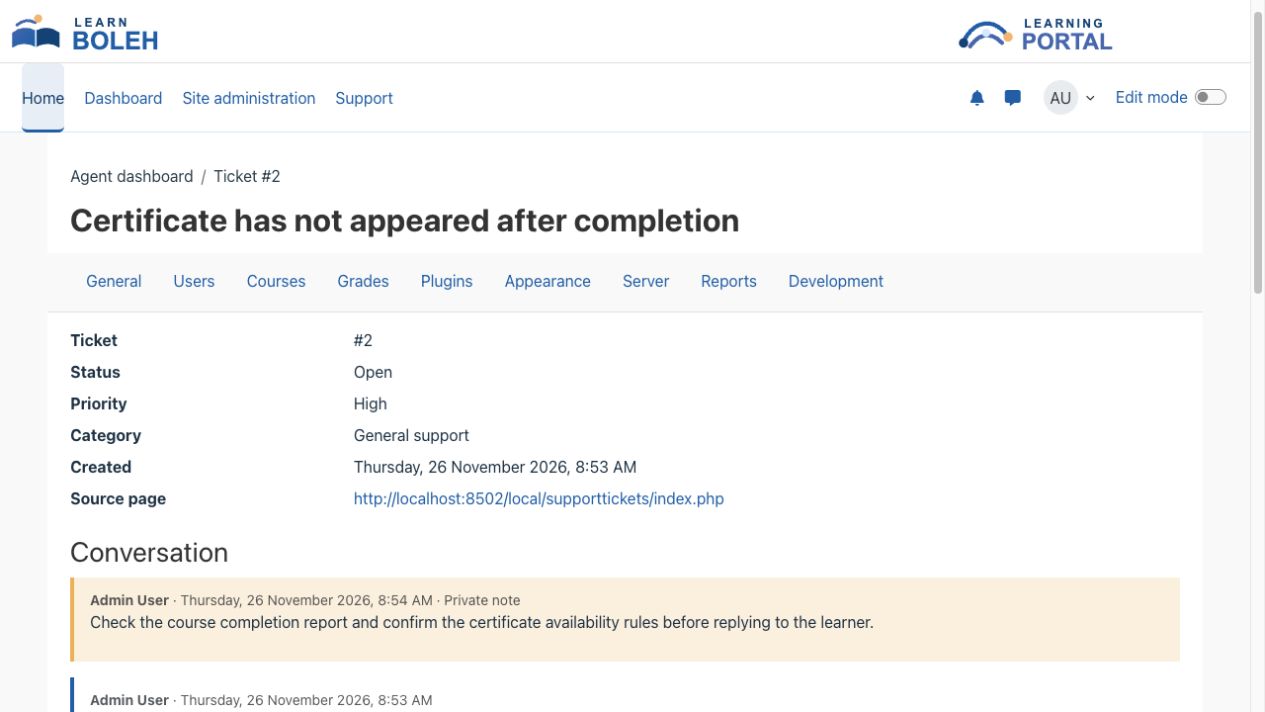 LEARN
BOLEH
LEARNING
PORTAL
Home Dashboard Site administration Support
AU Edit mode
Agent dashboard / Ticket #2
Certificate has not appeared after completion
General Users Courses Grades Plugins Appearance Server Reports Development
Ticket #2
Status Open
Priority High
Category General support
Created Thursday, 26 November 2026, 8:53 AM
Source page http://localhost:8502/local/supporttickets/index.php
Conversation
Admin User · Thursday, 26 November 2026, 8:54 AM · Private note
Check the course completion report and confirm the certificate availability rules before replying to the learner.
Admin User · Thursday, 26 November 2026, 8:53 AM